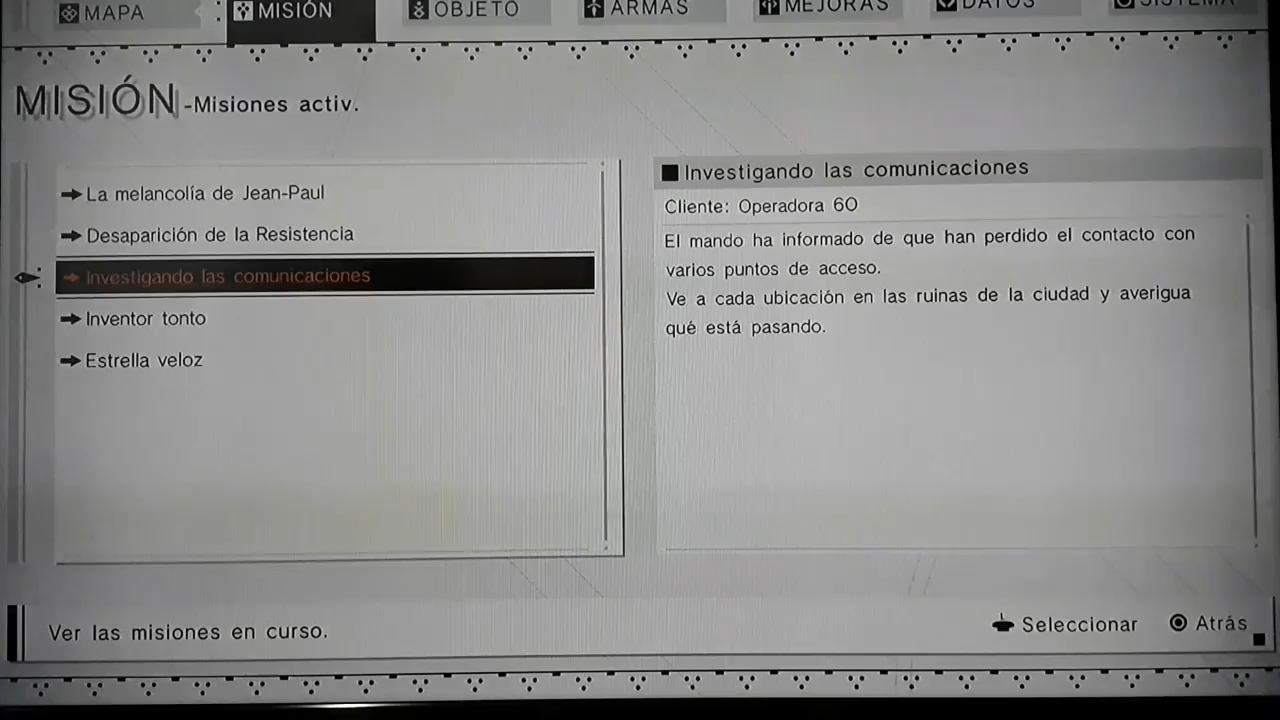 MAPA
MISIÓN
OBJETO
ARMAS
MEJORAS
DATOS
SISTEMA
MISIÓN -Misiones activ.
La melancolía de Jean-Paul
Desaparición de la Resistencia
Investigando las comunicaciones
Inventor tonto
Estrella veloz
Investigando las comunicaciones
Cliente: Operadora 6O
El mando ha informado de que han perdido el contacto con
varios puntos de acceso.
Ve a cada ubicación en las ruinas de la ciudad y averigua
qué está pasando.
Ver las misiones en curso.
Seleccionar
Atrás